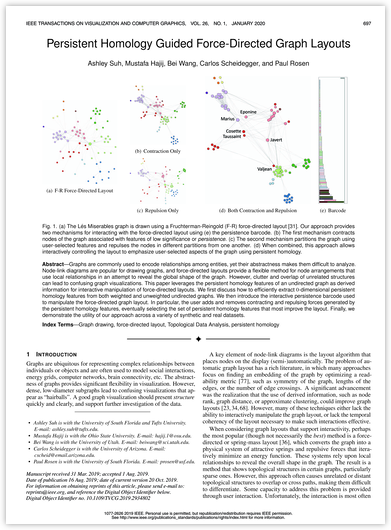 IEEE TRANSACTIONS ON VISUALIZATION AND COMPUTER GRAPHICS, VOL. 26, NO. 1, JANUARY 2020
697
Persistent Homology Guided Force-Directed Graph Layouts
Ashley Suh, Mustafa Hajij, Bei Wang, Carlos Scheidegger, and Paul Rosen
Eponine
Marius
Cosette
Toussaint
Javert
Valjean
(a) F-R Force-Directed Layout
(b) Contraction Only
(c) Repulsion Only
(d) Both Contraction and Repulsion
(e) Barcode
Fig. 1. (a) The Lès Misérables graph is drawn using a Fruchterman-Reingold (F-R) force-directed layout [31]. Our approach provides
two mechanisms for interacting with the force-directed layout using (e) the persistence barcode. (b) The first mechanism contracts
nodes of the graph associated with features of low significance or persistence. (c) The second mechanism partitions the graph using
user-selected features and repulses the nodes in different partitions from one another. (d) When combined, this approach allows
interactively controlling the layout to emphasize user-selected aspects of the graph using persistent homology.
Abstract—Graphs are commonly used to encode relationships among entities, yet their abstractness makes them difficult to analyze.
Node-link diagrams are popular for drawing graphs, and force-directed layouts provide a flexible method for node arrangements that
use local relationships in an attempt to reveal the global shape of the graph. However, clutter and overlap of unrelated structures
can lead to confusing graph visualizations. This paper leverages the persistent homology features of an undirected graph as derived
information for interactive manipulation of force-directed layouts. We first discuss how to efficiently extract 0-dimensional persistent
homology features from both weighted and unweighted undirected graphs. We then introduce the interactive persistence barcode used
to manipulate the force-directed graph layout. In particular, the user adds and removes contracting and repulsing forces generated by
the persistent homology features, eventually selecting the set of persistent homology features that most improve the layout. Finally, we
demonstrate the utility of our approach across a variety of synthetic and real datasets.
Index Terms—Graph drawing, force-directed layout, Topological Data Analysis, persistent homology
1 INTRODUCTION
Graphs are ubiquitous for representing complex relationships between
individuals or objects and are often used to model social interactions,
energy grids, computer networks, brain connectivity, etc. The abstract-
ness of graphs provides significant flexibility in visualization. However,
dense, low-diameter subgraphs lead to confusing visualizations that ap-
pear as "hairballs". A good graph visualization should present structure
quickly and clearly, and support further investigation of the data.
• Ashley Suh is with the University of South Florida and Tufts University.
E-mail: ashley.suh@tufts.edu.
• Mustafa Hajij is with the Ohio State University. E-mail:
• Bei Wang is with the University of Utah. E-mail: beiwang@sci.utah.edu.
• Carlos Scheidegger is with the University of Arizona. E-mail:
cscheid@email.arizona.edu.
• Paul Rosen is with the University of South Florida. E-mail: prosen@usf.edu.
Manuscript received 31 Mar. 2019; accepted 1 Aug. 2019.
Date of publication 16 Aug. 2019; date of current version 20 Oct. 2019.
For information on obtaining reprints of this article, please send e-mail to:
reprints@ieee.org, and reference the Digital Object Identifier below.
Digital Object Identifier no. 10.1109/TVCG.2019.2934802
A key element of node-link diagrams is the layout algorithm that
places nodes on the display (semi-)automatically. The problem of au-
tomatic graph layout has a rich literature, in which many approaches
focus on finding an embedding of the graph by optimizing a read-
ability metric [77], such as symmetry of the graph, lengths of the
edges, or the number of edge crossings. A significant advancement
was the realization that the use of derived information, such as node
rank, graph distance, or approximate clustering, could improve graph
layouts [23, 34, 68]. However, many of these efforts either lack the
ability to interactively manipulate the graph layout, or lack the temporal
coherence of the layout necessary to make such interactions effective.
When considering graph layouts that support interactivity, perhaps
the most popular (though not necessarily the best) method is a force-
directed or spring-mass layout [36], which converts the graph into a
physical system of attractive springs and repulsive forces that itera-
tively minimize an energy function. These systems rely upon local
relationships to reveal the overall shape in the graph. The result is a
method that shows topological structures in certain graphs, particularly
sparse ones. However, this approach often causes unrelated or distant
topological structures to overlap or cross paths, making them difficult
to differentiate. Some capacity to address this problem is provided
through user interaction. Unfortunately, the interaction is most often
1077-2626 2019 IEEE. Personal use is permitted, but republication/redistribution requires IEEE permission.
See http://www.ieee.org/publications_standards/publications/rights/index.html for more information.